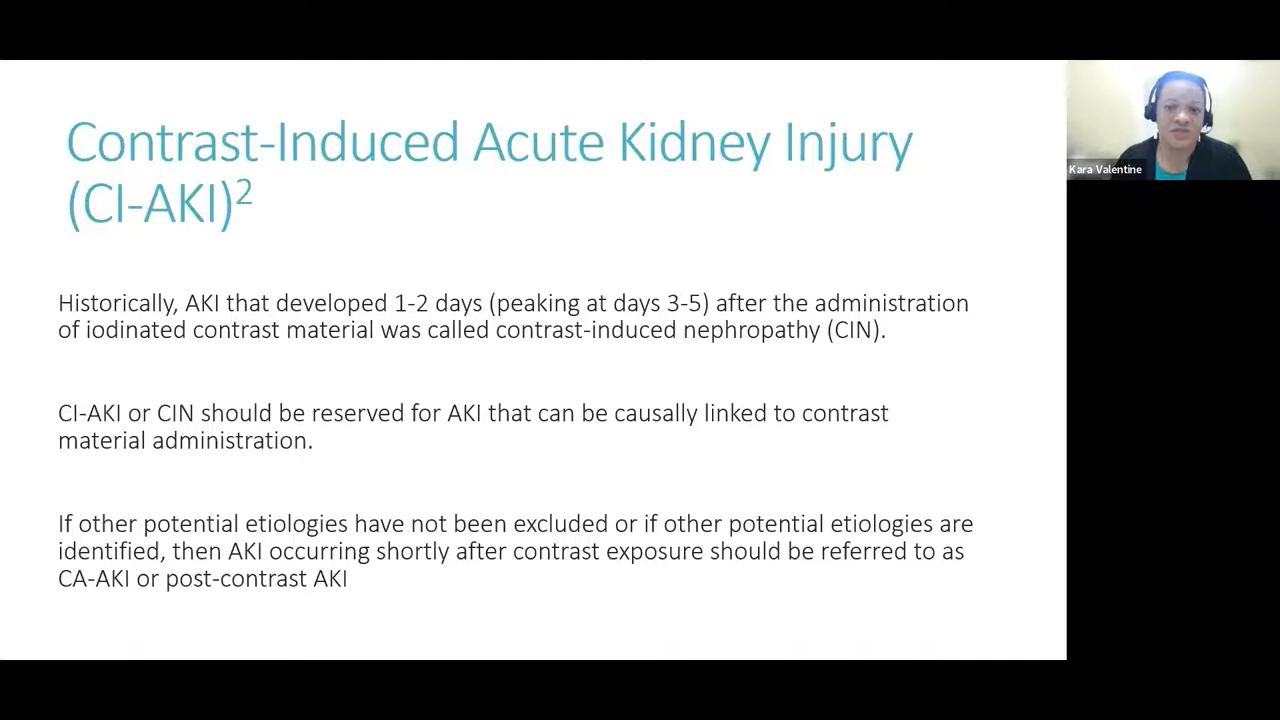 Contrast-Induced Acute Kidney Injury
(CI-AKI)2
Kara Valentine
Historically, AKI that developed 1-2 days (peaking at days 3-5) after the administration
of iodinated contrast material was called contrast-induced nephropathy (CIN).
CI-AKI or CIN should be reserved for AKI that can be causally linked to contrast
material administration.
If other potential etiologies have not been excluded or if other potential etiologies are
identified, then AKI occurring shortly after contrast exposure should be referred to as
CA-AKI or post-contrast AKI